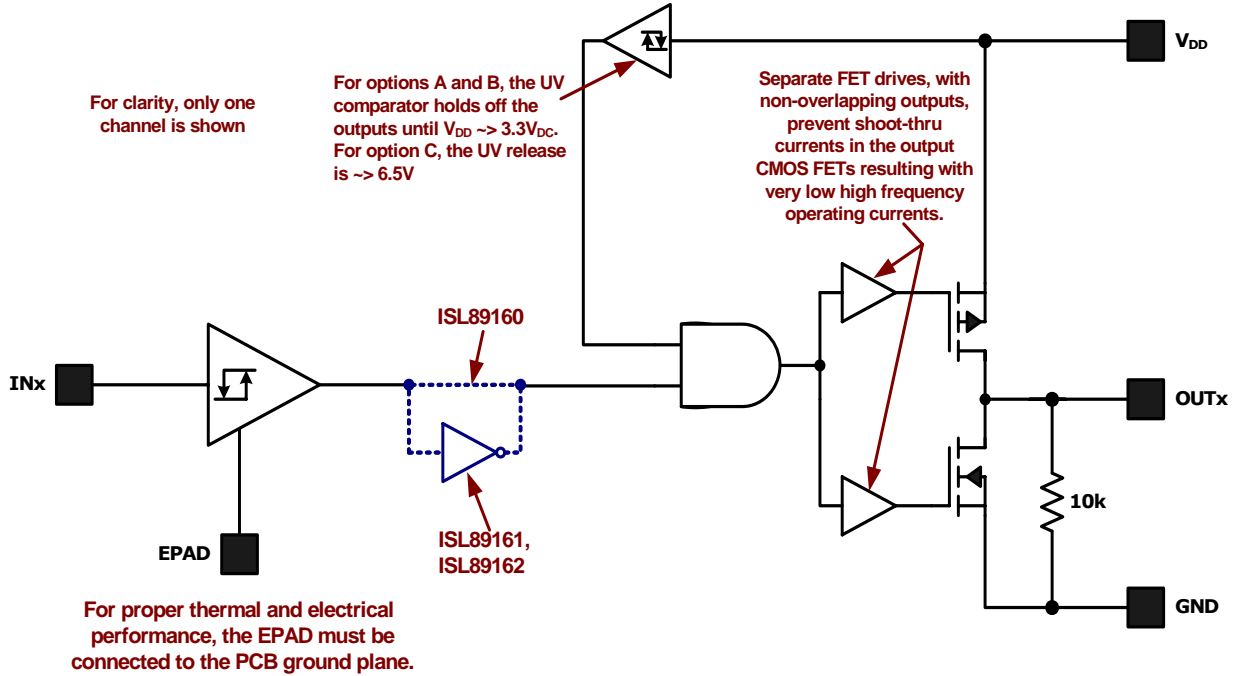 V_DD
For clarity, only one
channel is shown
For options A and B, the UV
comparator holds off the
outputs until V_DD ~> 3.3V_DC.
For option C, the UV release
is ~> 6.5V
Separate FET drives, with
non-overlapping outputs,
prevent shoot-thru
currents in the output
CMOS FETs resulting with
very low high frequency
operating currents.
ISL89160
INx
OUTx
10k
ISL89161,
ISL89162
EPAD
GND
For proper thermal and electrical
performance, the EPAD must be
connected to the PCB ground plane.